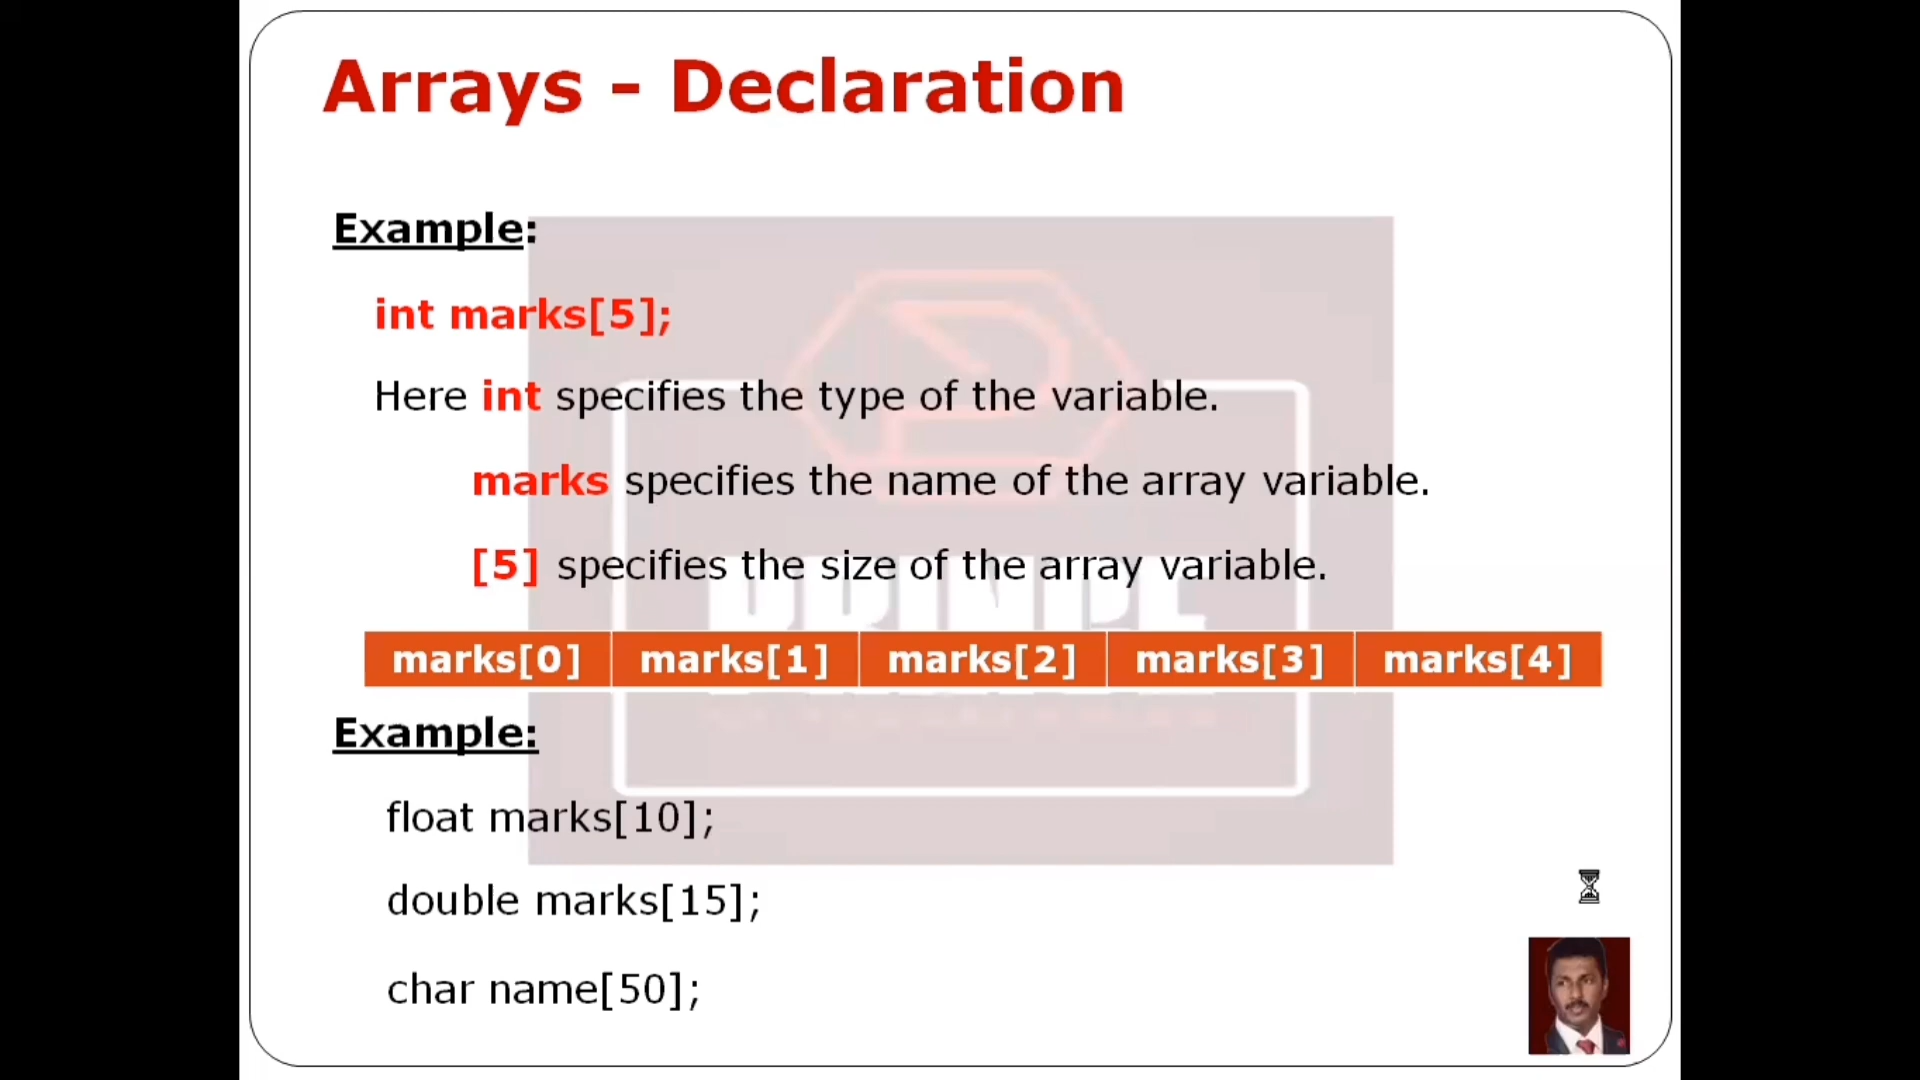 Arrays - Declaration
Example:
int marks[5];
Here int specifies the type of the variable.
marks specifies the name of the array variable.
[5] specifies the size of the array variable.
marks[0] marks[1] marks[2] marks[3] marks[4]
Example:
float marks[10];
double marks[15];
char name[50];